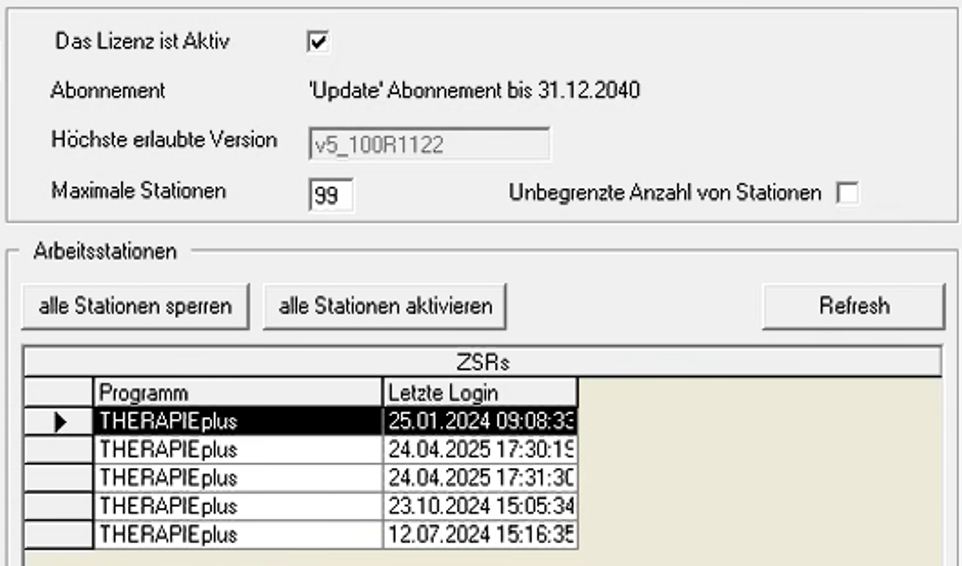 Das Lizenz ist Aktiv
Abonnement 'Update' Abonnement bis 31.12.2040
Höchste erlaubte Version v5_100R1122
Maximale Stationen 99 Unbegrenzte Anzahl von Stationen
Arbeitsstationen
alle Stationen sperren alle Stationen aktivieren Refresh
ZSRs
Programm Letzte Login
THERAPIEplus 25.01.2024 09:08:33
THERAPIEplus 24.04.2025 17:30:19
THERAPIEplus 24.04.2025 17:31:30
THERAPIEplus 23.10.2024 15:05:34
THERAPIEplus 12.07.2024 15:16:35